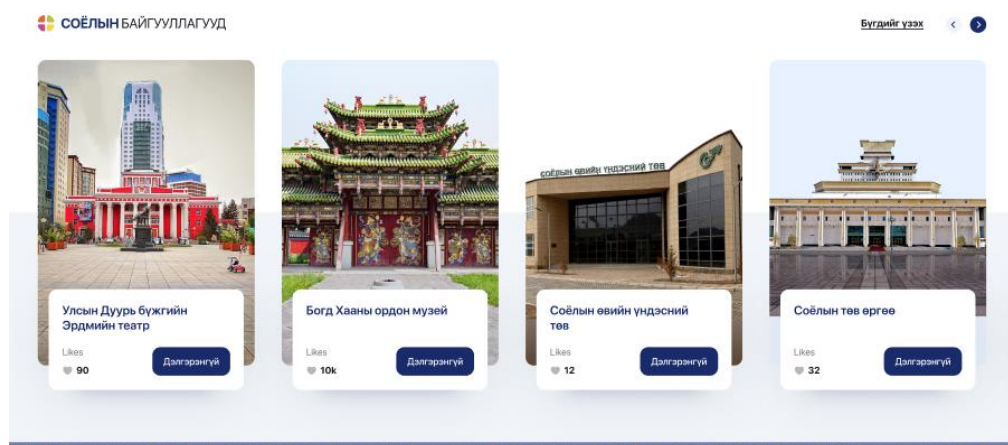 СОЁЛЫН БАЙГУУЛЛАГУУД
Бүгдийг үзэх
СОЁЛЫН ӨВИЙН ҮНДЭСНИЙ ТӨВ
Улсын Дуурь бүжгийн
Эрдмийн театр
Likes
90
Дэлгэрэнгүй
Богд Хааны ордон музей
Likes
10k
Дэлгэрэнгүй
Соёлын өвийн үндэсний
төв
Likes
12
Дэлгэрэнгүй
Соёлын төв өргөө
Likes
32
Дэлгэрэнгүй